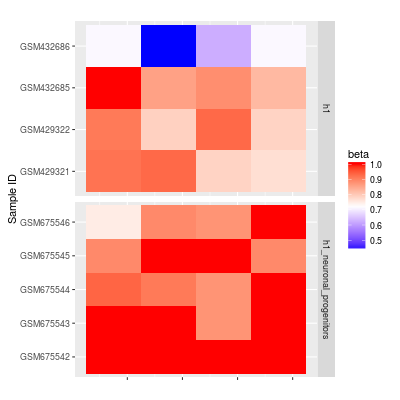 GSM432686
GSM432685
GSM429322
GSM429321
h1
GSM675546
GSM675545
GSM675544
GSM675543
GSM675542
h1_neuronal_progenitors
Sample ID
beta
1.0
0.9
0.8
0.7
0.6
0.5